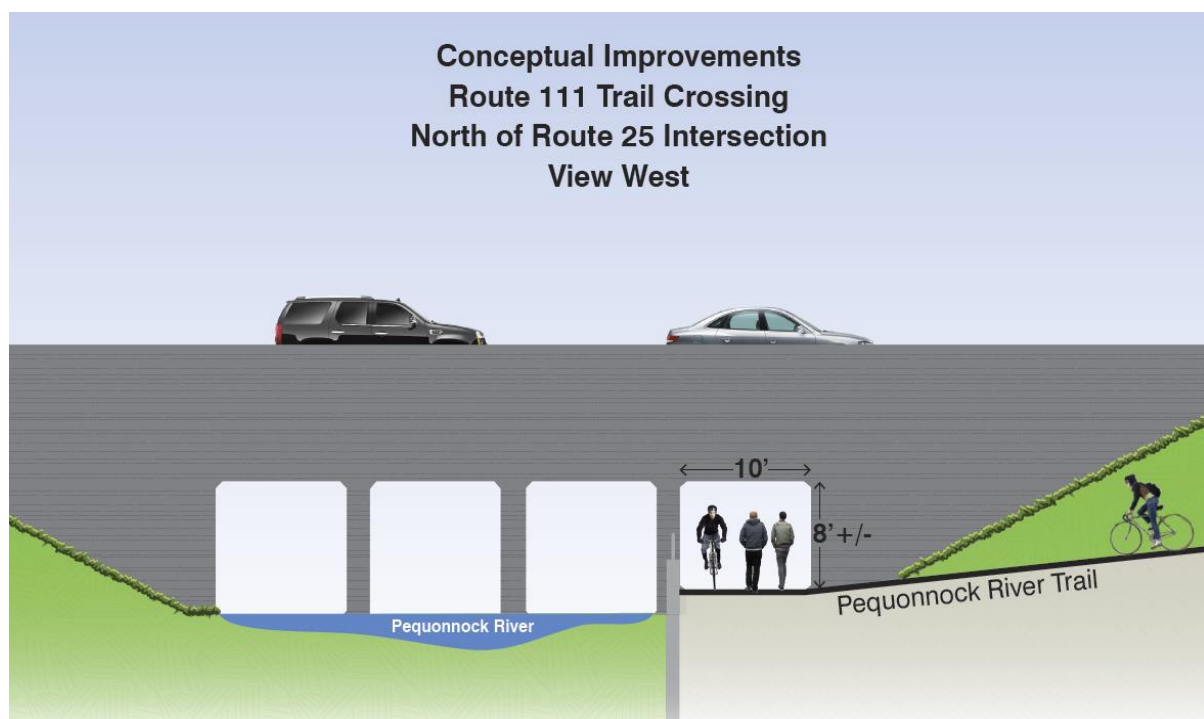 Conceptual Improvements
Route 111 Trail Crossing
North of Route 25 Intersection
View West
10'
8'+/-
Pequonnock River Trail
Pequonnock River